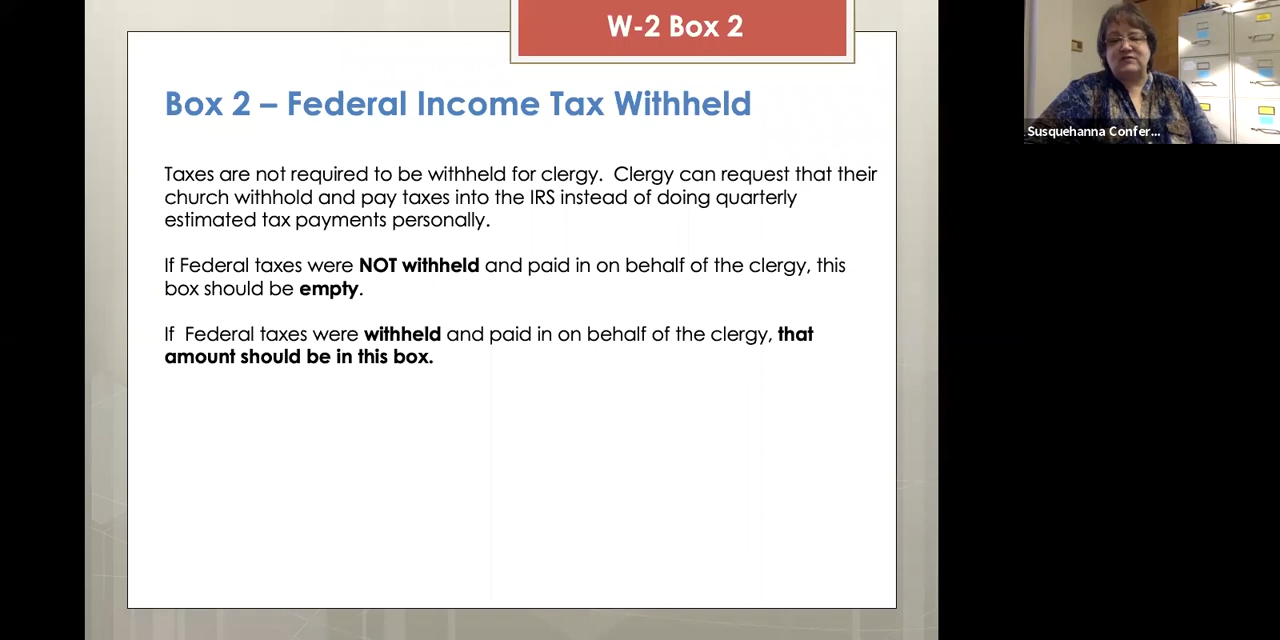 W-2 Box 2
Box 2 – Federal Income Tax Withheld
Taxes are not required to be withheld for clergy.  Clergy can request that their
church withhold and pay taxes into the IRS instead of doing quarterly
estimated tax payments personally.
If Federal taxes were NOT withheld and paid in on behalf of the clergy, this
box should be empty.
If  Federal taxes were withheld and paid in on behalf of the clergy, that
amount should be in this box.
Susquehanna Confer...